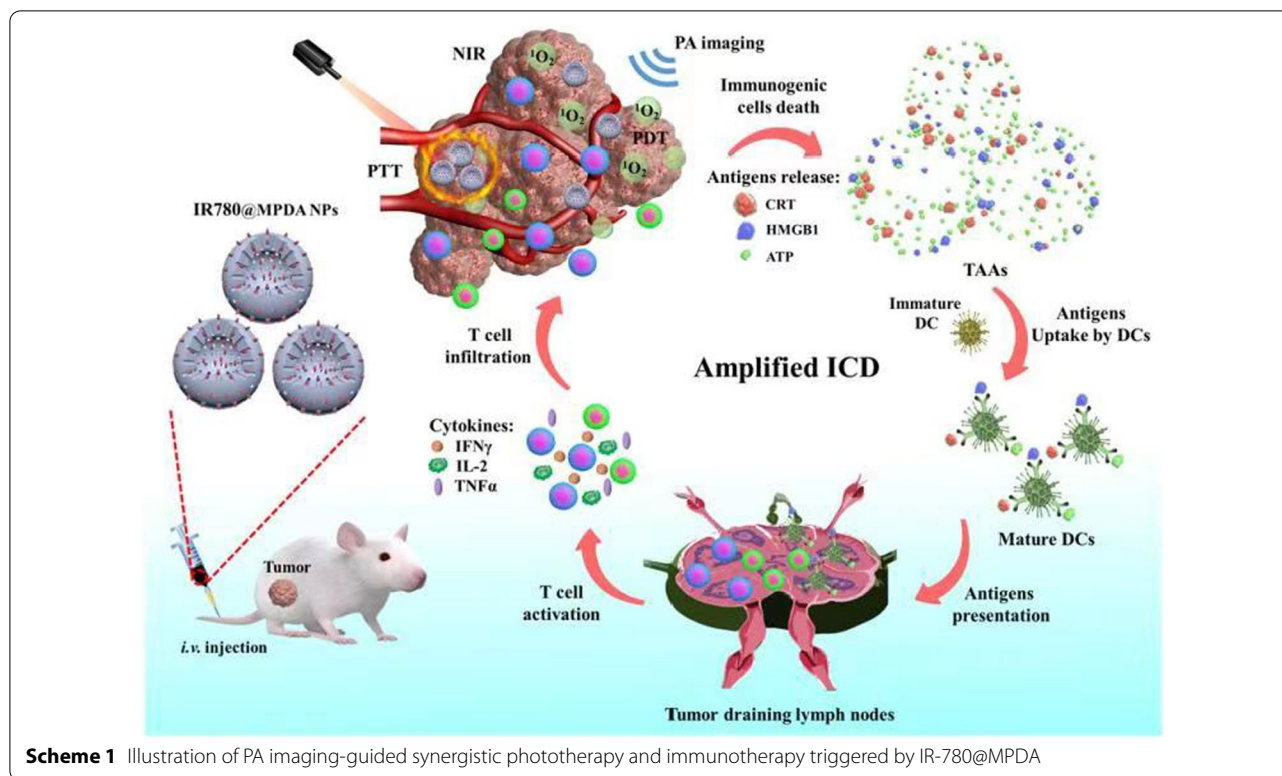 NIR
¹O₂
PA imaging
¹O₂
¹O₂
PDT
¹O₂
PTT
Immunogenic
cells death
Antigens release:
CRT
HMGB1
ATP
TAAs
IR780@MPDA NPs
Immature
DC
Antigens
Uptake by DCs
T cell
infiltration
Amplified ICD
Cytokines:
IFNγ
IL-2
TNFα
Mature DCs
Tumor
T cell
activation
Antigens
presentation
i.v. injection
Tumor draining lymph nodes
Scheme 1 Illustration of PA imaging-guided synergistic phototherapy and immunotherapy triggered by IR-780@MPDA